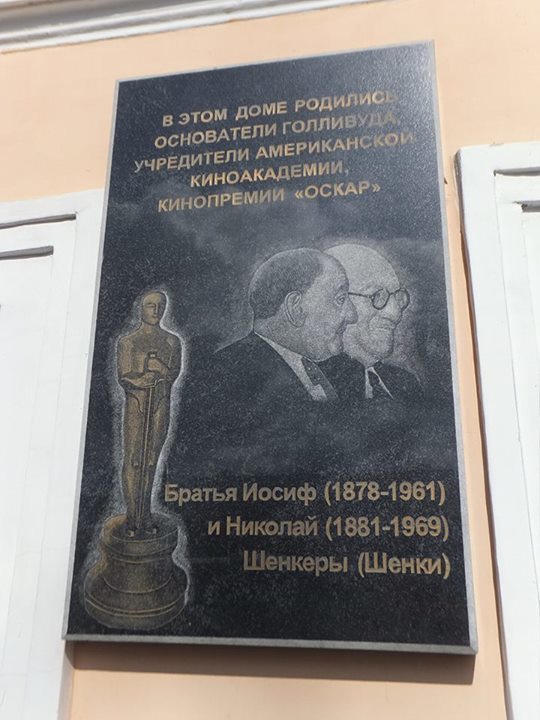 В ЭТОМ ДОМЕ РОДИЛИСЬ
ОСНОВАТЕЛИ ГОЛЛИВУДА,
УЧРЕДИТЕЛИ АМЕРИКАНСКОЙ
КИНОАКАДЕМИИ,
КИНОПРЕМИИ «ОСКАР»
Братья Иосиф (1878-1961)
и Николай (1881-1969)
Шенкеры (Шенки)